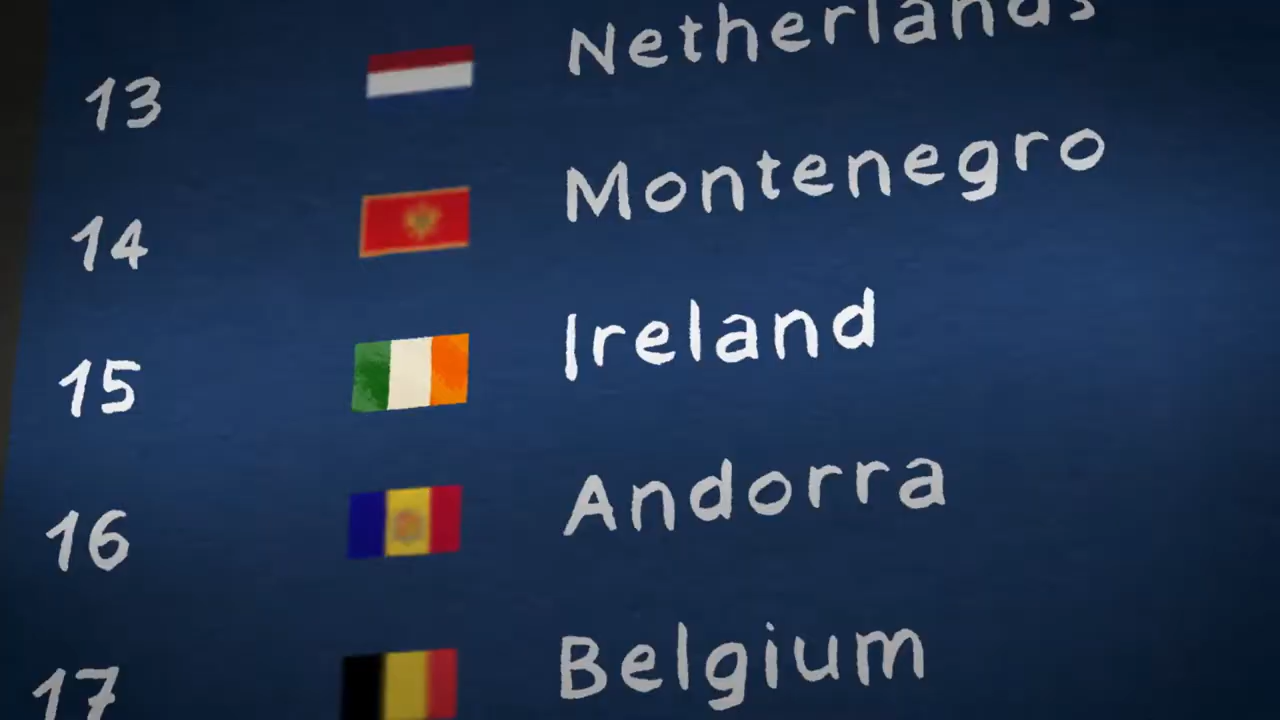 13 Netherlands
14 Montenegro
15 Ireland
16 Andorra
17 Belgium